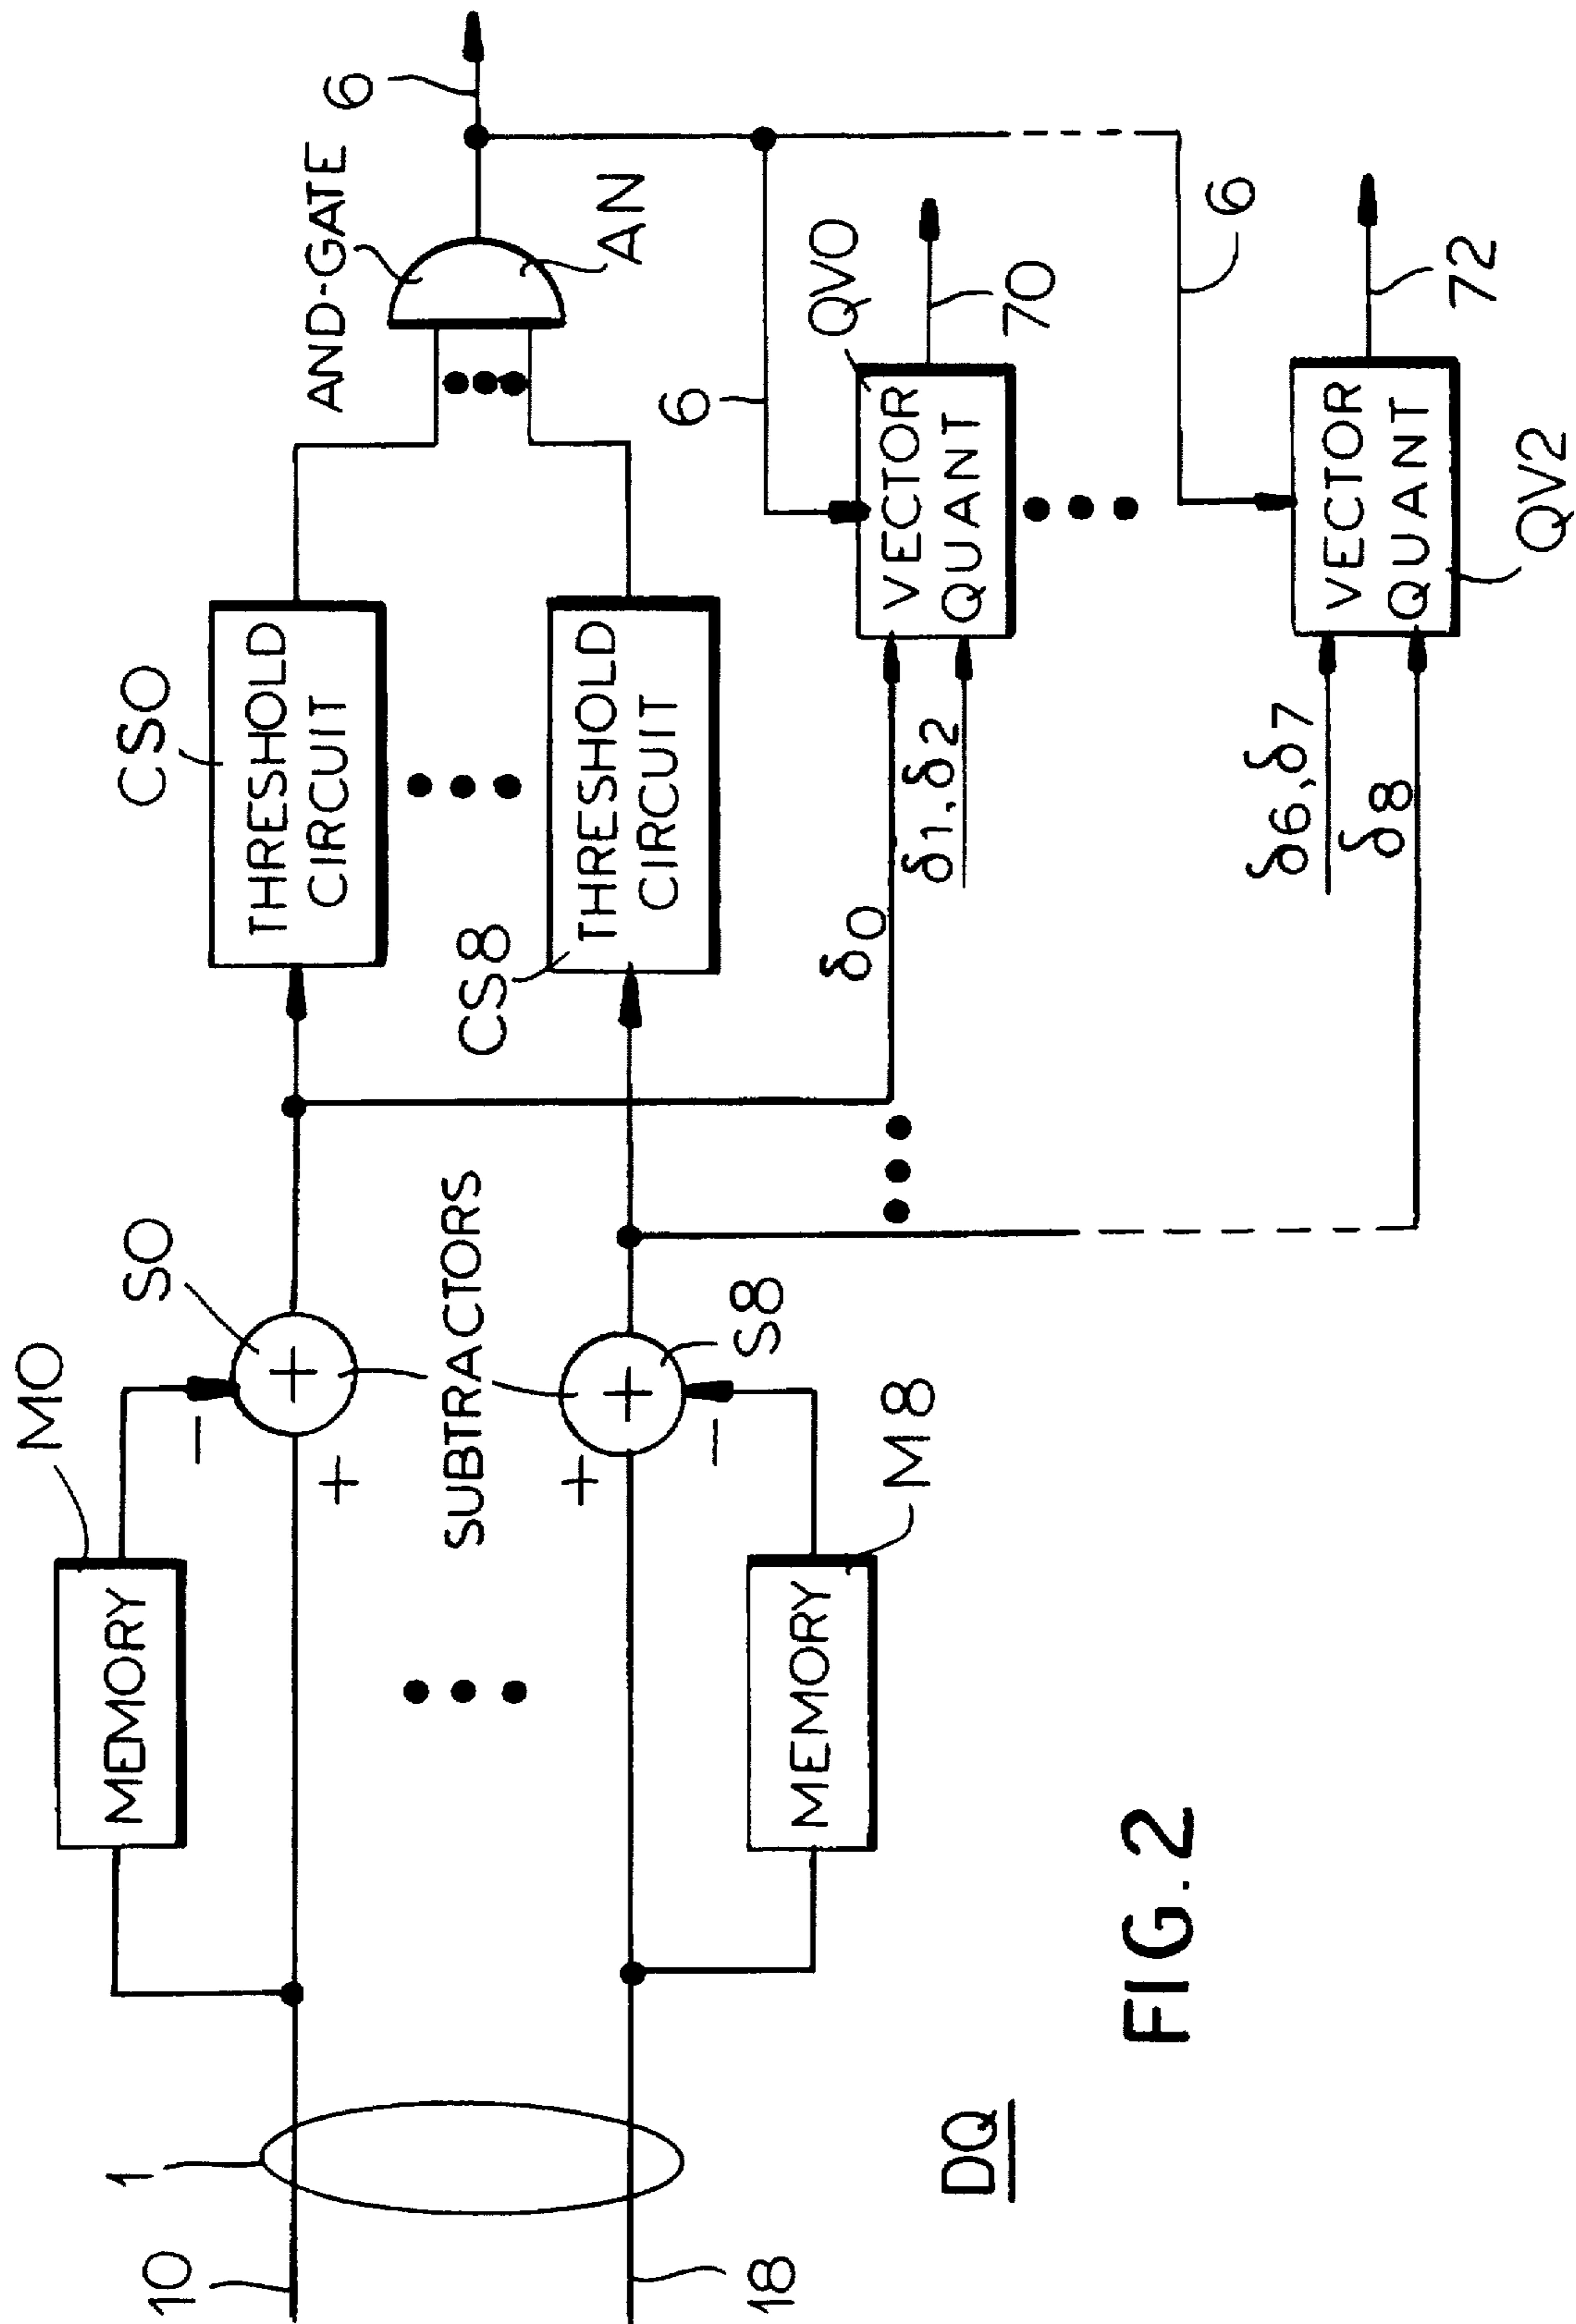 10
18
1
DQ
MEMORY
M0
MEMORY
M8
−
+
+
−
+
+
S0
SUBTRACTORS
S8
CS0
THRESHOLD
CIRCUIT
CS8
THRESHOLD
CIRCUIT
δ0
δ1,δ2
δ6,δ7
δ8
AND-GATE
AN
6
6
VECTOR
QUANT
QV0
70
6
VECTOR
QUANT
QV2
72
FIG.2